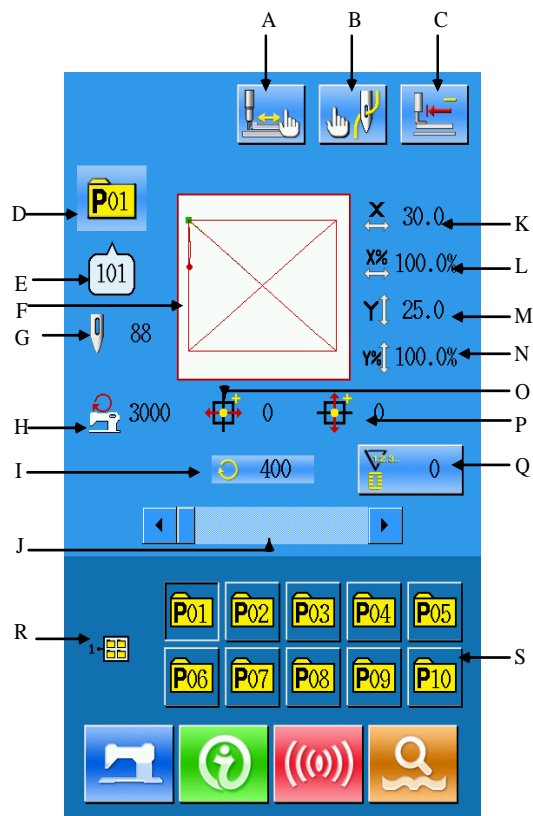 A B C
P01
D
X 30.0 K
101
E
X% 100.0% L
F
G 88
Y 25.0 M
Y% 100.0% N
O
H 3000 0 0 P
I 400
1.2.3.. 0 Q
J
P01 P02 P03 P04 P05
R 1-
P06 P07 P08 P09 P10 S
i